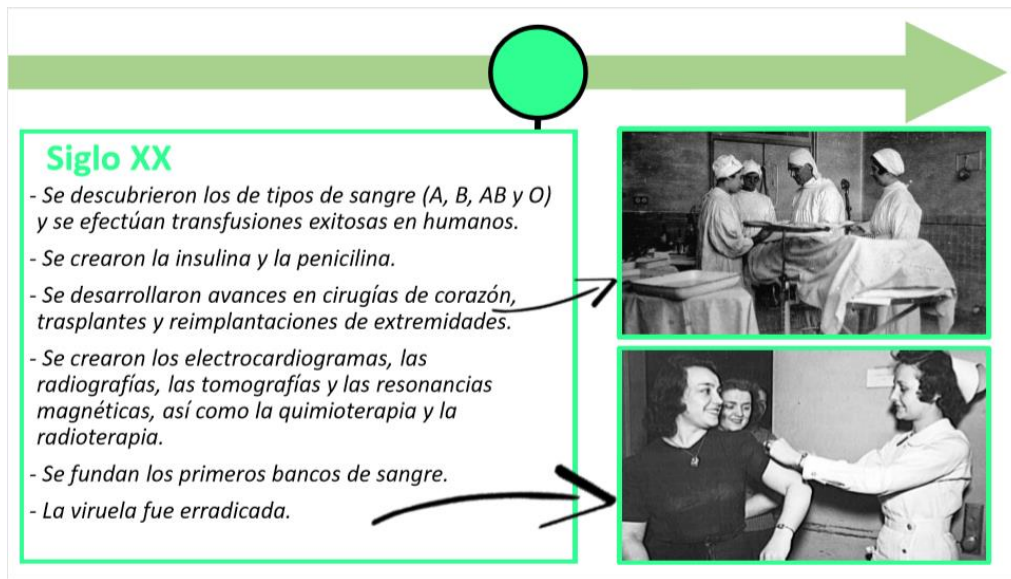 Siglo XX
- Se descubrieron los de tipos de sangre (A, B, AB y O)
y se efectúan transfusiones exitosas en humanos.
- Se crearon la insulina y la penicilina.
- Se desarrollaron avances en cirugías de corazón,
trasplantes y reimplantaciones de extremidades.
- Se crearon los electrocardiogramas, las
radiografías, las tomografías y las resonancias
magnéticas, así como la quimioterapia y la
radioterapia.
- Se fundan los primeros bancos de sangre.
- La viruela fue erradicada.